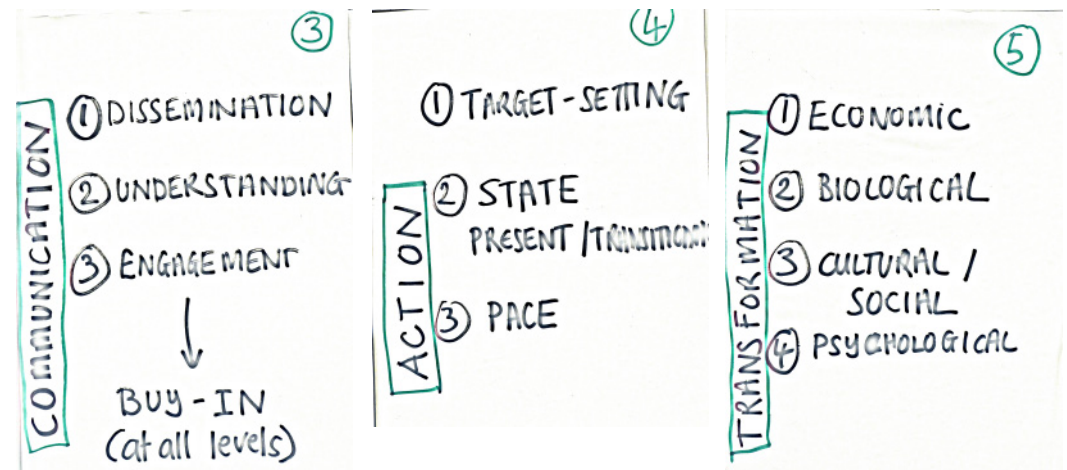 ③
COMMUNICATION
① DISSEMINATION
② UNDERSTANDING
③ ENGAGEMENT
BUY-IN
(at all levels)
④
ACTION
① TARGET-SETTING
② STATE
PRESENT /
③ PACE
⑤
TRANSFORMATION
① ECONOMIC
② BIOLOGICAL
③ CULTURAL /
SOCIAL
④ PSYCHOLOGICAL